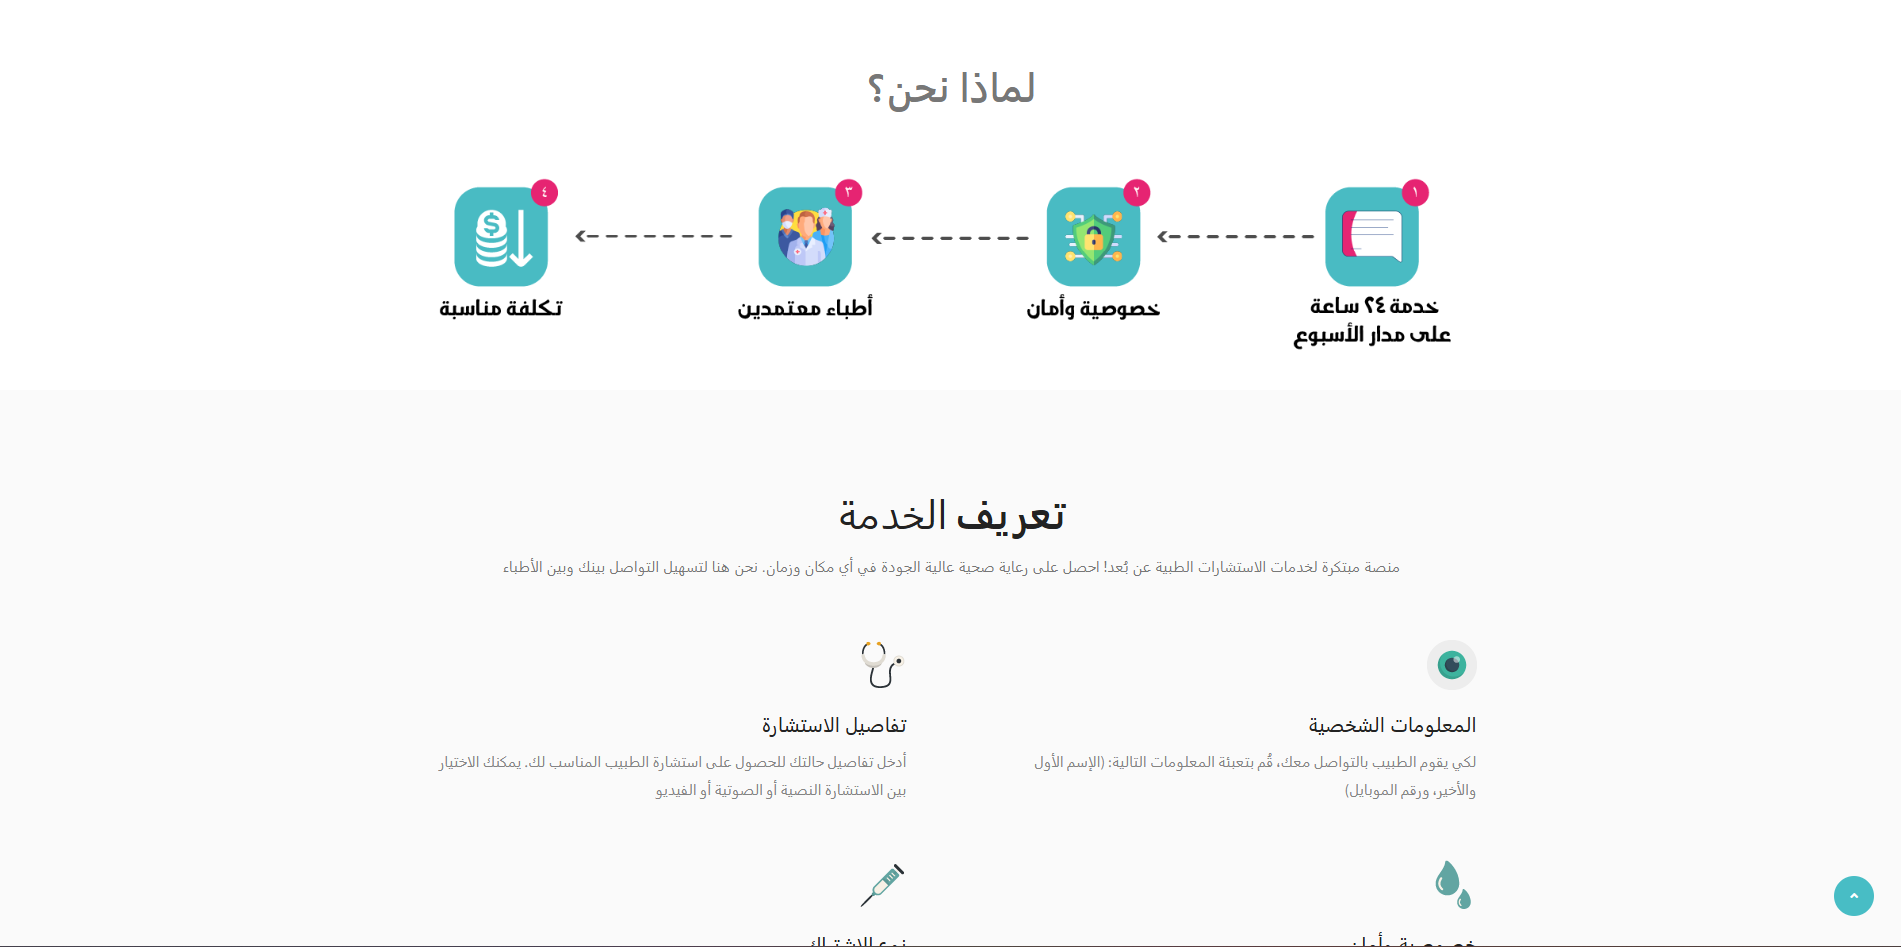 لماذا نحن؟
١
خدمة ٢٤ ساعة
على مدار الأسبوع
٢
خصوصية وأمان
٣
أطباء معتمدين
٤
تكلفة مناسبة
تعريف الخدمة
منصة مبتكرة لخدمات الاستشارات الطبية عن بُعد! احصل على رعاية صحية عالية الجودة في أي مكان وزمان. نحن هنا لتسهيل التواصل بينك وبين الأطباء
المعلومات الشخصية
لكي يقوم الطبيب بالتواصل معك، قُم بتعبئة المعلومات التالية: (الإسم الأول
والأخير، ورقم الموبايل)
تفاصيل الاستشارة
أدخل تفاصيل حالتك للحصول على استشارة الطبيب المناسب لك. يمكنك الاختيار
بين الاستشارة النصية أو الصوتية أو الفيديو
خصوصية وأمان
نوع الاشتراك